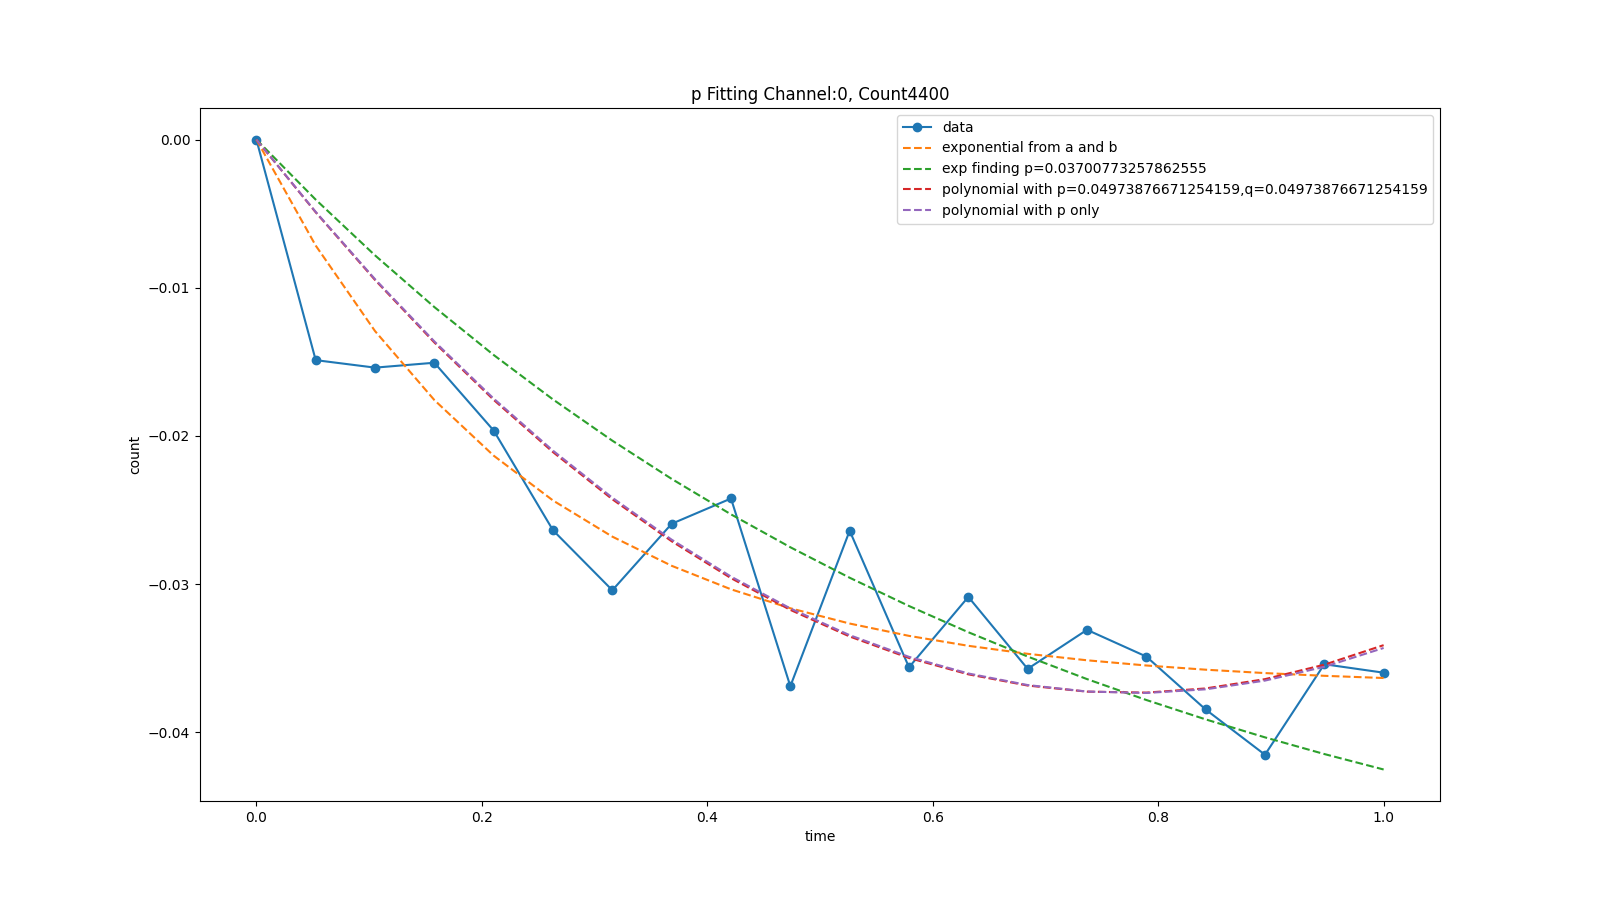 p Fitting Channel:0, Count4400
data
exponential from a and b
exp finding p=0.03700773257862555
polynomial with p=0.04973876671254159,q=0.04973876671254159
polynomial with p only
0.00
−0.01
−0.02
−0.03
−0.04
count
0.0 0.2 0.4 0.6 0.8 1.0
time